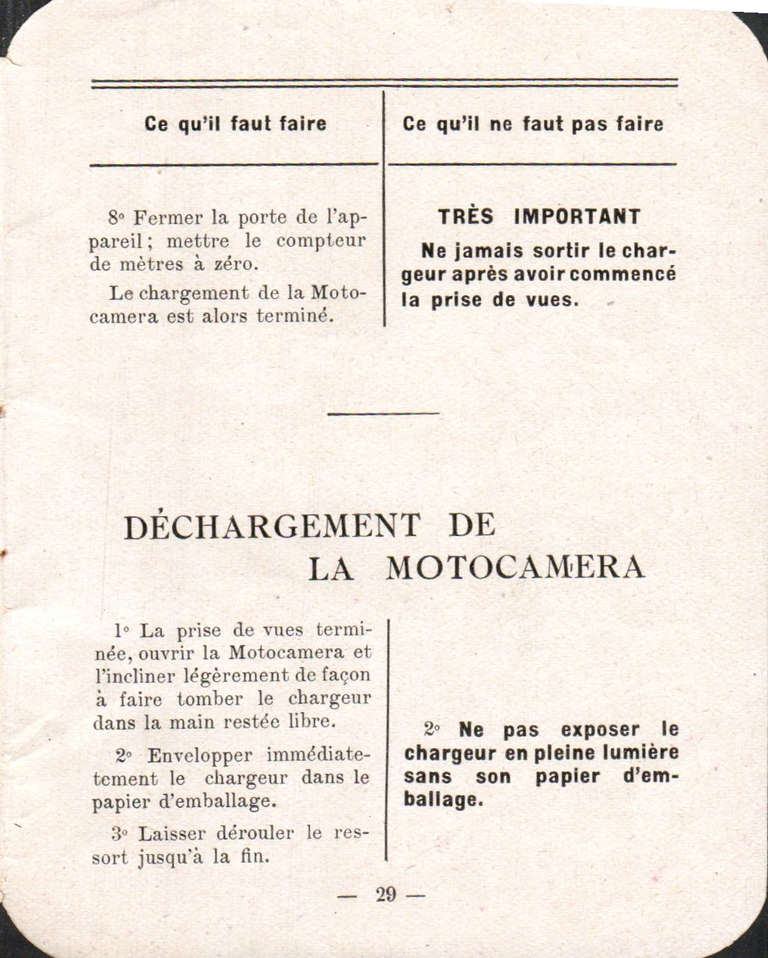 Ce qu'il faut faire
8º Fermer la porte de l'ap-
pareil; mettre le compteur
de mètres à zéro.
Le chargement de la Moto-
camera est alors terminé.
Ce qu'il ne faut pas faire
TRÈS IMPORTANT
Ne jamais sortir le char-
geur après avoir commencé
la prise de vues.
DÉCHARGEMENT DE
LA MOTOCAMERA
1º La prise de vues termi-
née, ouvrir la Motocamera et
l'incliner légèrement de façon
à faire tomber le chargeur
dans la main restée libre.
2º Envelopper immédiate-
tement le chargeur dans le
papier d'emballage.
3º Laisser dérouler le res-
sort jusqu'à la fin.
2º Ne pas exposer le
chargeur en pleine lumière
sans son papier d'em-
ballage.
— 29 —